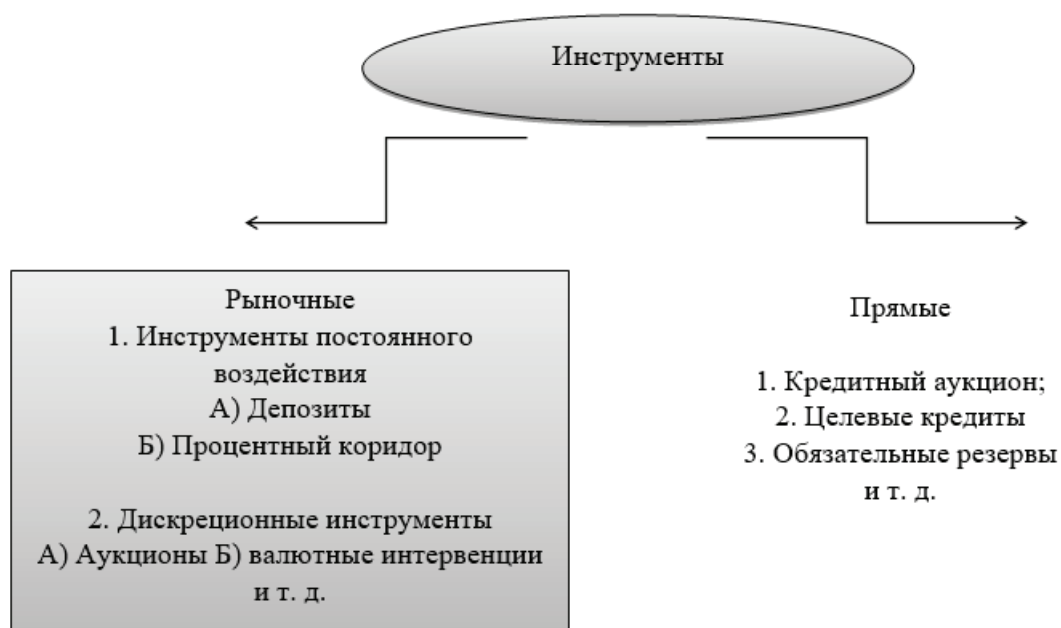 Инструменты
Рыночные
1. Инструменты постоянного
воздействия
А) Депозиты
Б) Процентный коридор
2. Дискреционные инструменты
А) Аукционы Б) валютные интервенции
и т. д.
Прямые
1. Кредитный аукцион;
2. Целевые кредиты
3. Обязательные резервы
и т. д.